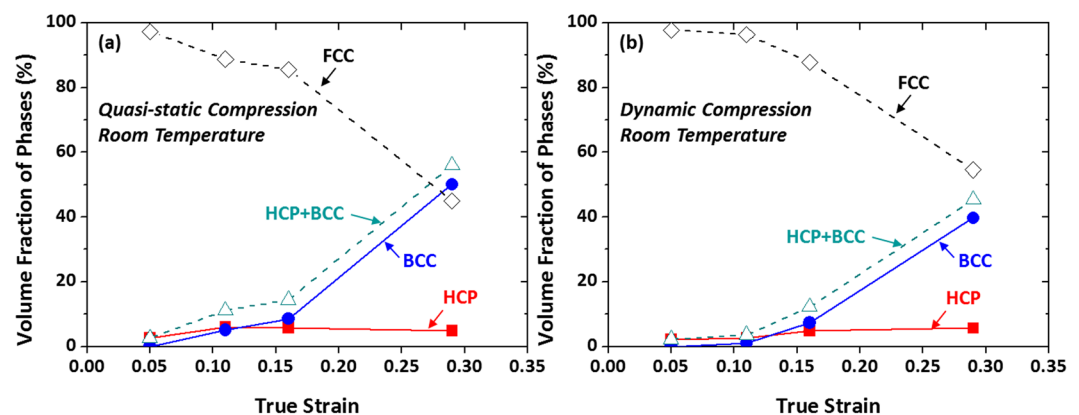 (a)
Quasi-static Compression
Room Temperature
FCC
HCP+BCC
BCC
HCP
Volume Fraction of Phases (%)
100
80
60
40
20
0
0.00 0.05 0.10 0.15 0.20 0.25 0.30 0.35
True Strain
(b)
Dynamic Compression
Room Temperature
FCC
HCP+BCC
BCC
HCP
Volume Fraction of Phases (%)
100
80
60
40
20
0
0.00 0.05 0.10 0.15 0.20 0.25 0.30 0.35
True Strain